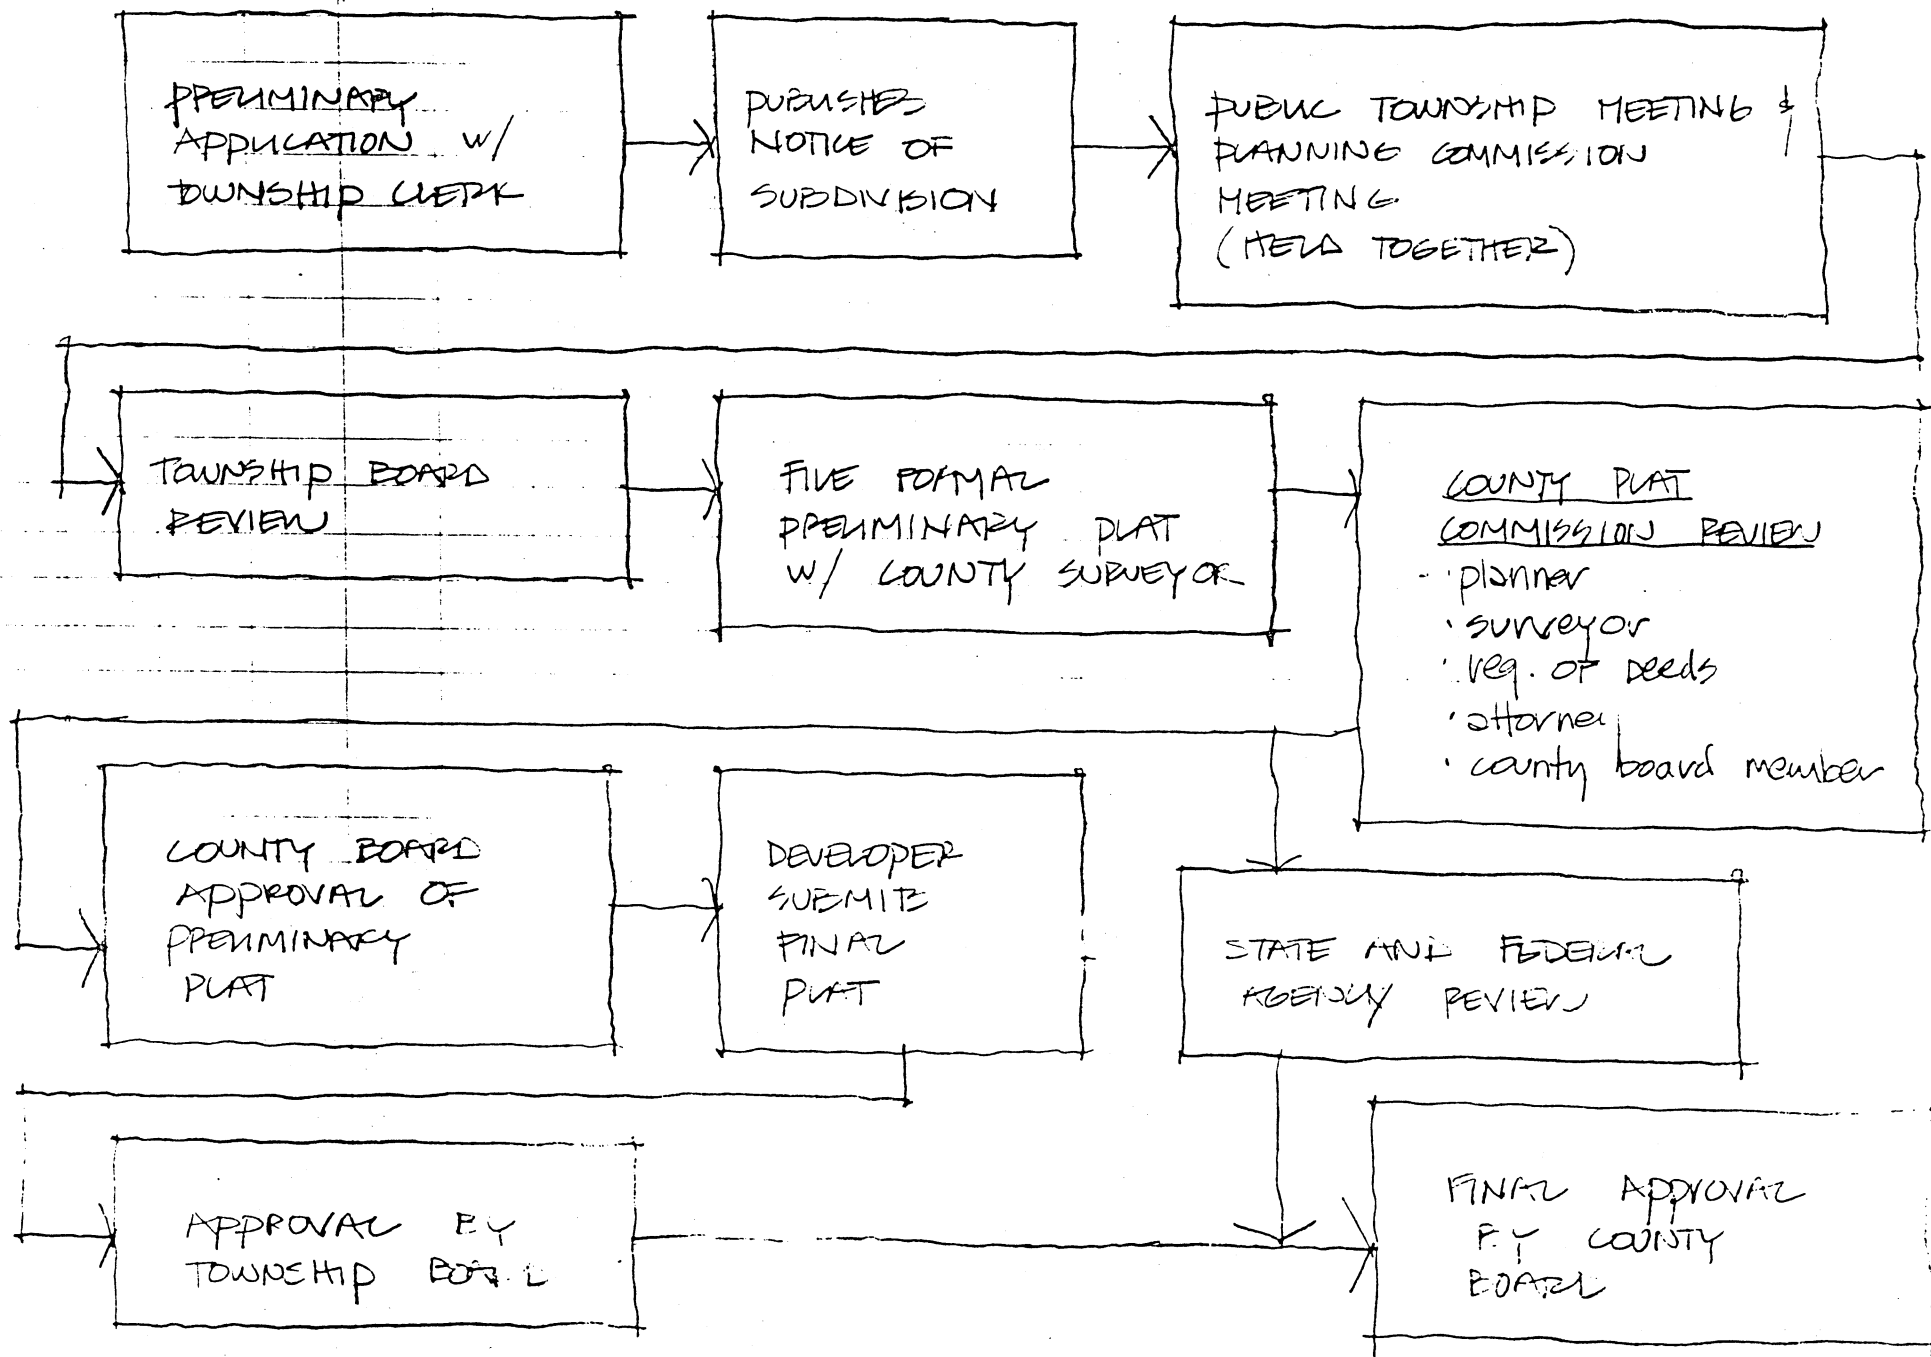 PRELIMINARY
APPLICATION W/
TOWNSHIP CLERK
PUBLISHES
NOTICE OF
SUBDIVISION
PUBLIC TOWNSHIP MEETING &
PLANNING COMMISSION
MEETING
(HELD TOGETHER)
TOWNSHIP BOARD
REVIEW
FILE FORMAL
PRELIMINARY PLAT
W/ COUNTY SURVEYOR
COUNTY PLAT
COMMISSION REVIEW
· planner
· surveyor
· reg. OF Deeds
· attorney
· county board member
COUNTY BOARD
APPROVAL OF
PRELIMINARY
PLAT
DEVELOPER
SUBMITS
FINAL
PLAT
STATE AND FEDERAL
AGENCY REVIEW
APPROVAL BY
TOWNSHIP BOARD
FINAL APPROVAL
BY COUNTY
BOARD